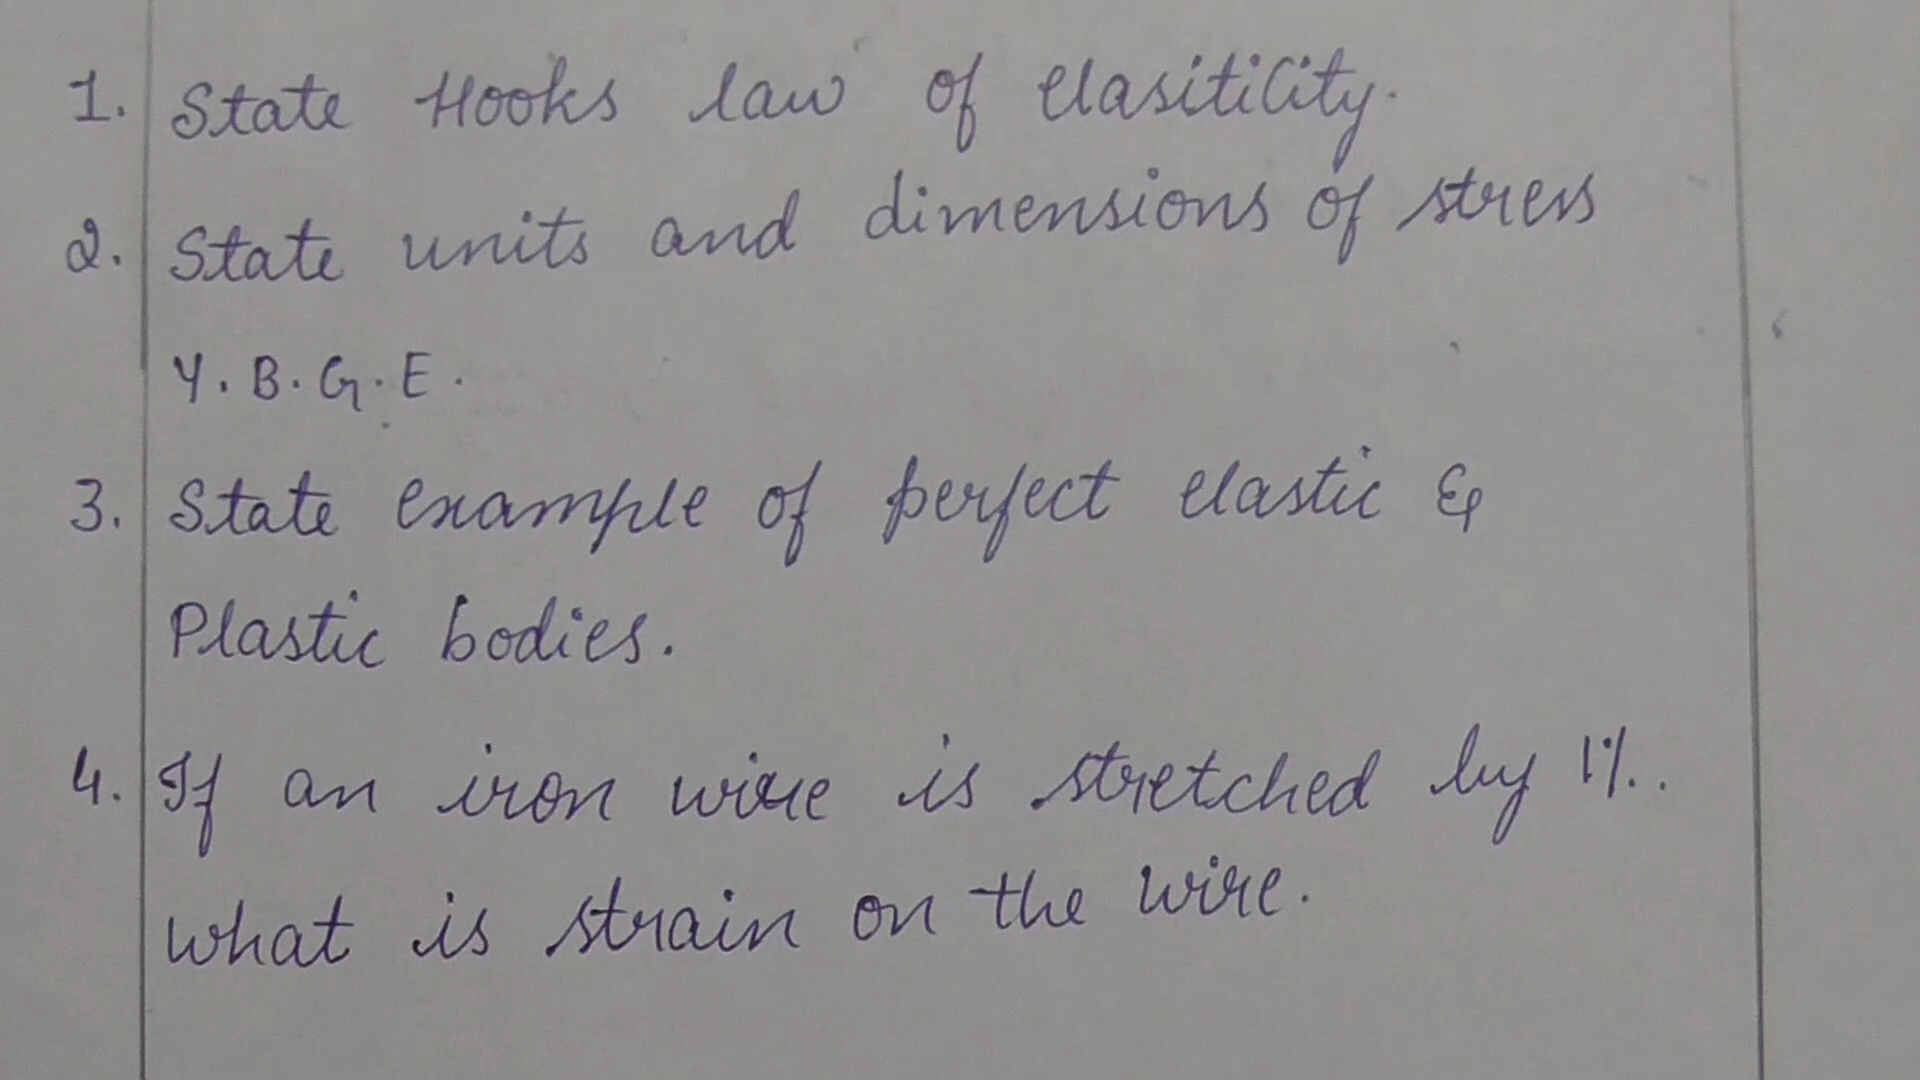 1. State Hooks law of elasiticity.
2. State units and dimensions of stress
Y. B. G. E.
3. State example of perfect elastic &
Plastic bodies.
4. If an iron wire is stretched by 1%.
what is strain on the wire.